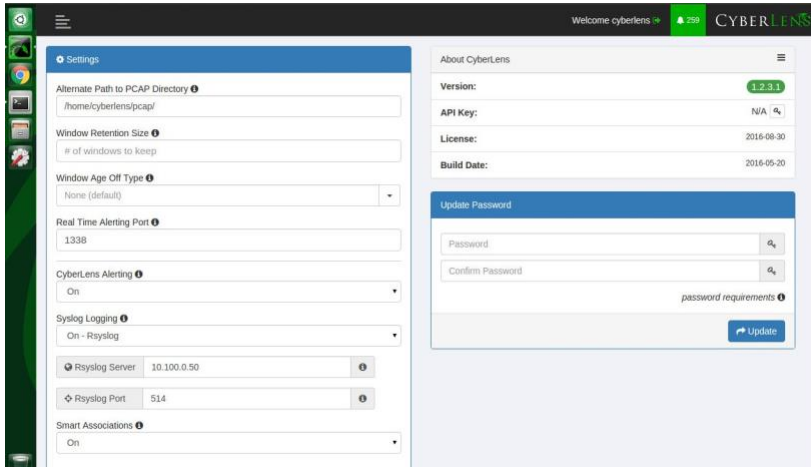 Welcome cyberlens
259
CYBERLENS
Settings
Alternate Path to PCAP Directory
/home/cyberlens/pcap/
Window Retention Size
# of windows to keep
Window Age Off Type
None (default)
Real Time Alerting Port
1338
CyberLens Alerting
On
Syslog Logging
On - Rsyslog
Rsyslog Server
10.100.0.50
Rsyslog Port
514
Smart Associations
On
About CyberLens
Version:
1.2.3.1
API Key:
N/A
License:
2016-08-30
Build Date:
2016-05-20
Update Password
Password
Confirm Password
password requirements
Update